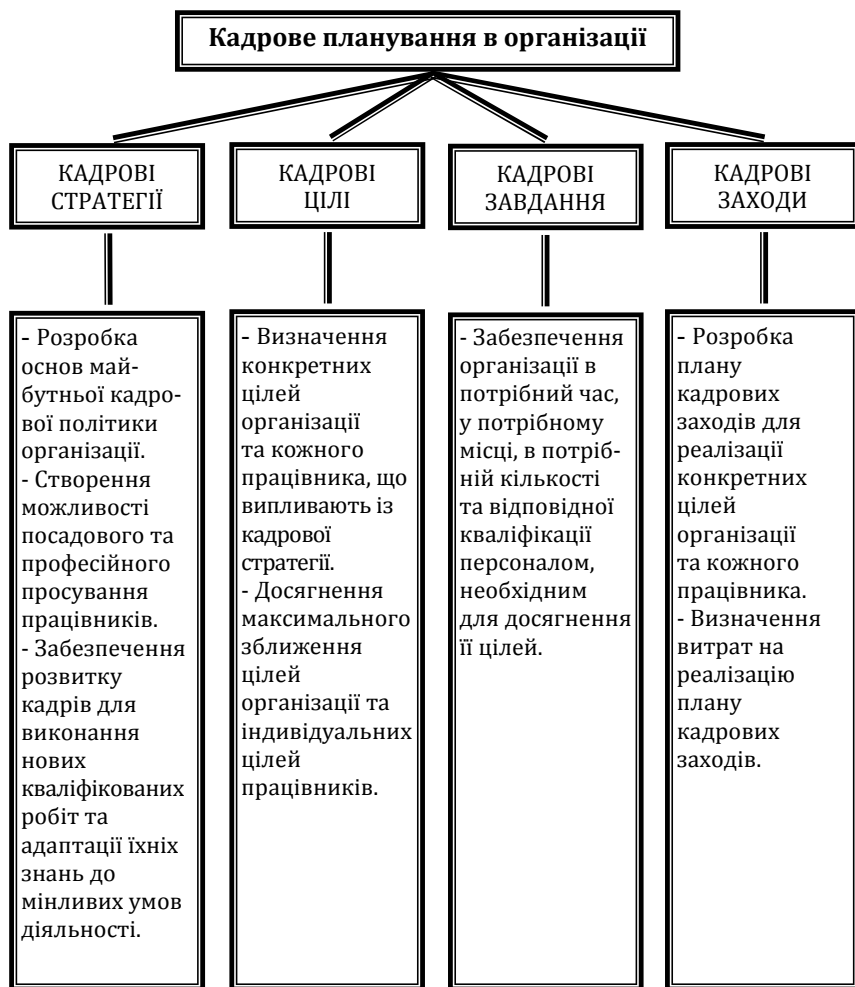 Кадрове планування в організації
КАДРОВІ
СТРАТЕГІЇ
КАДРОВІ
ЦІЛІ
КАДРОВІ
ЗАВДАННЯ
КАДРОВІ
ЗАХОДИ
- Розробка
основ май-
бутньої кадро-
вої політики
організації.
- Створення
можливості
посадового та
професійного
просування
працівників.
- Забезпечення
розвитку
кадрів для
виконання
нових
кваліфікованих
робіт та
адаптації їхніх
знань до
мінливих умов
діяльності.
- Визначення
конкретних
цілей
організації
та кожного
працівника, що
випливають із
кадрової
стратегії.
- Досягнення
максимального
зближення
цілей
організації та
індивідуальних
цілей
працівників.
- Забезпечення
організації в
потрібний час,
у потрібному
місці, в потріб-
ній кількості
та відповідної
кваліфікації
персоналом,
необхідним
для досягнення
її цілей.
- Розробка
плану
кадрових
заходів для
реалізації
конкретних
цілей
організації
та кожного
працівника.
- Визначення
витрат на
реалізацію
плану
кадрових
заходів.